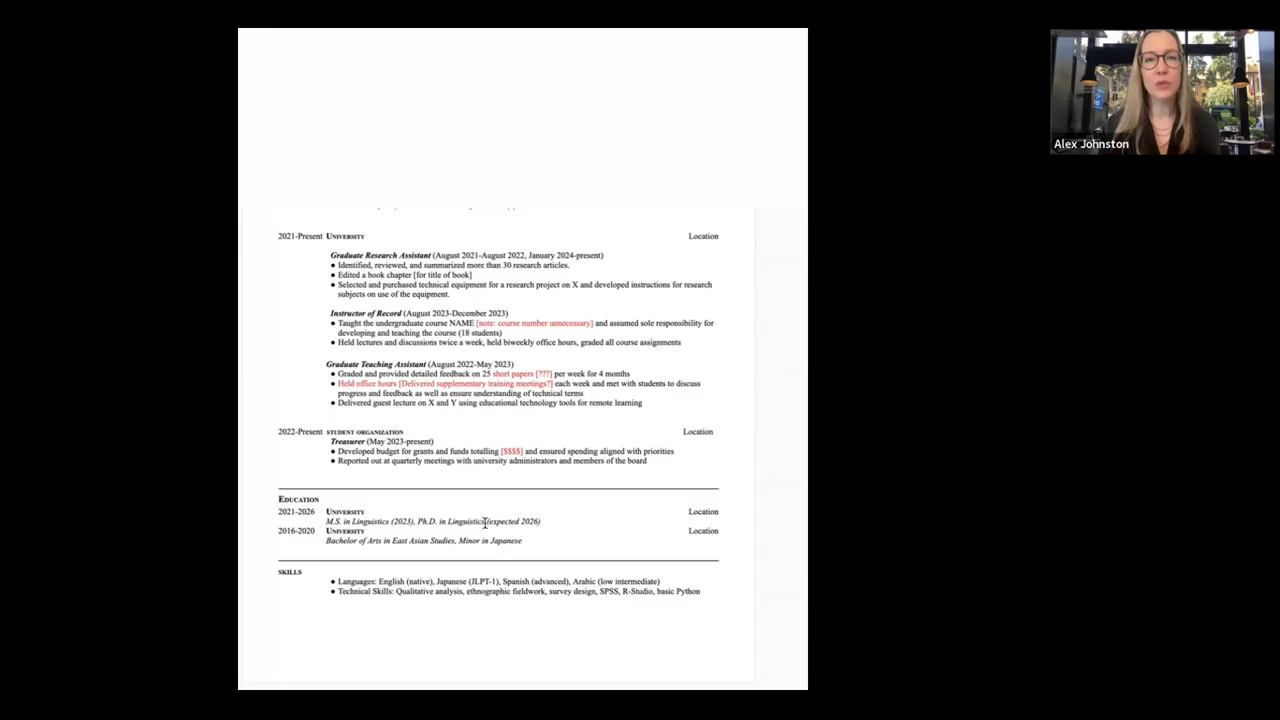 2021-Present UNIVERSITY Location
Graduate Research Assistant (August 2021-August 2022, January 2024-present)
● Identified, reviewed, and summarized more than 30 research articles.
● Edited a book chapter [for title of book]
● Selected and purchased technical equipment for a research project on X and developed instructions for research
subjects on use of the equipment.
Instructor of Record (August 2023-December 2023)
● Taught the undergraduate course NAME [note: course number unnecessary] and assumed sole responsibility for
developing and teaching the course (18 students)
● Held lectures and discussions twice a week, held biweekly office hours, graded all course assignments
Graduate Teaching Assistant (August 2022-May 2023)
● Graded and provided detailed feedback on 25 short papers [???] per week for 4 months
● Held office hours [Delivered supplementary training meetings?] each week and met with students to discuss
progress and feedback as well as ensure understanding of technical terms
● Delivered guest lecture on X and Y using educational technology tools for remote learning
2022-Present STUDENT ORGANIZATION Location
Treasurer (May 2023-present)
● Developed budget for grants and funds totalling [$$$$] and ensured spending aligned with priorities
● Reported out at quarterly meetings with university administrators and members of the board
EDUCATION
2021-2026 UNIVERSITY Location
M.S. in Linguistics (2023), Ph.D. in Linguistics (expected 2026)
2016-2020 UNIVERSITY Location
Bachelor of Arts in East Asian Studies, Minor in Japanese
SKILLS
● Languages: English (native), Japanese (JLPT-1), Spanish (advanced), Arabic (low intermediate)
● Technical Skills: Qualitative analysis, ethnographic fieldwork, survey design, SPSS, R-Studio, basic Python
Alex Johnston